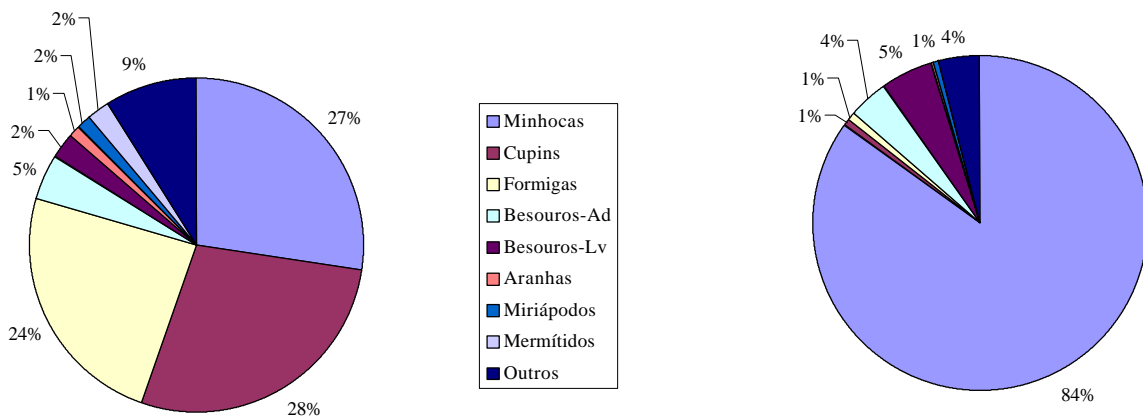 2%
2%
1%
2%
5%
9%
27%
24%
28%
Minhocas
Cupins
Formigas
Besouros-Ad
Besouros-Lv
Aranhas
Miriápodos
Mermítidos
Outros
4%
5%
1%
4%
1%
1%
84%